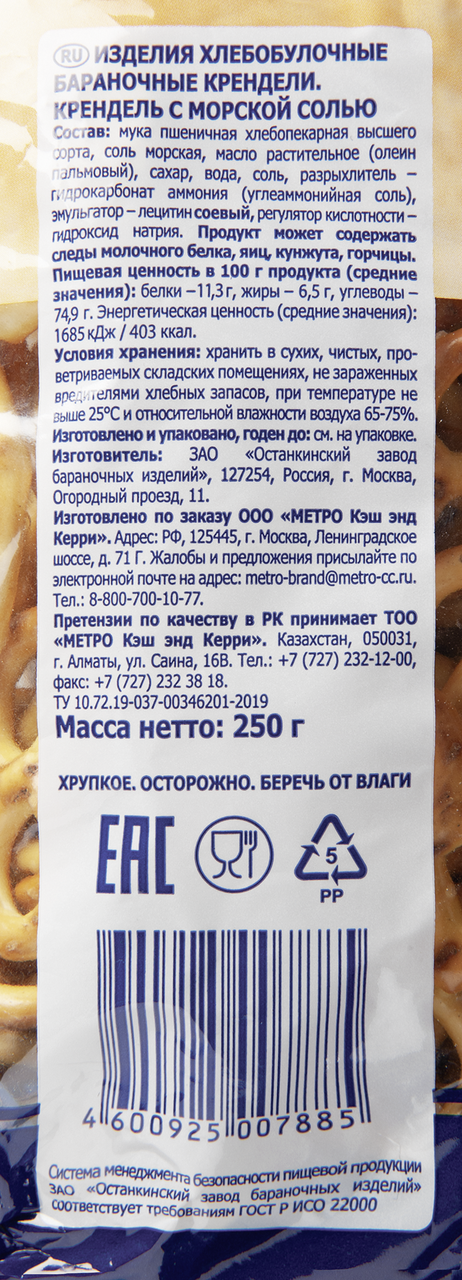 RU ИЗДЕЛИЯ ХЛЕБОБУЛОЧНЫЕ
БАРАНОЧНЫЕ КРЕНДЕЛИ.
КРЕНДЕЛЬ С МОРСКОЙ СОЛЬЮ
Состав: мука пшеничная хлебопекарная высшего
сорта, соль морская, масло растительное (олеин
пальмовый), сахар, вода, соль, разрыхлитель –
гидрокарбонат аммония (углеаммонийная соль),
эмульгатор – лецитин соевый, регулятор кислотности –
гидроксид натрия. Продукт может содержать
следы молочного белка, яиц, кунжута, горчицы.
Пищевая ценность в 100 г продукта (средние
значения): белки – 11,3 г, жиры – 6,5 г, углеводы –
74,9 г. Энергетическая ценность (средние значения):
1685 кДж / 403 ккал.
Условия хранения: хранить в сухих, чистых, про-
ветриваемых складских помещениях, не зараженных
вредителями хлебных запасов, при температуре не
выше 25°С и относительной влажности воздуха 65-75%.
Изготовлено и упаковано, годен до: см. на упаковке.
Изготовитель: ЗАО «Останкинский завод
бараночных изделий», 127254, Россия, г. Москва,
Огородный проезд, 11.
Изготовлено по заказу ООО «МЕТРО Кэш энд
Керри». Адрес: РФ, 125445, г. Москва, Ленинградское
шоссе, д. 71 Г. Жалобы и предложения присылайте по
электронной почте на адрес: metro-brand@metro-cc.ru.
Тел.: 8-800-700-10-77.
Претензии по качеству в РК принимает ТОО
«МЕТРО Кэш энд Керри». Казахстан, 050031,
г. Алматы, ул. Саина, 16В. Тел.: +7 (727) 232-12-00,
факс: +7 (727) 232 38 18.
ТУ 10.72.19-037-00346201-2019
Масса нетто: 250 г
ХРУПКОЕ. ОСТОРОЖНО. БЕРЕЧЬ ОТ ВЛАГИ
ЕАС
5
PP
4 600925 007885
Система менеджмента безопасности пищевой продукции
ЗАО «Останкинский завод бараночных изделий»
соответствует требованиям ГОСТ Р ИСО 22000